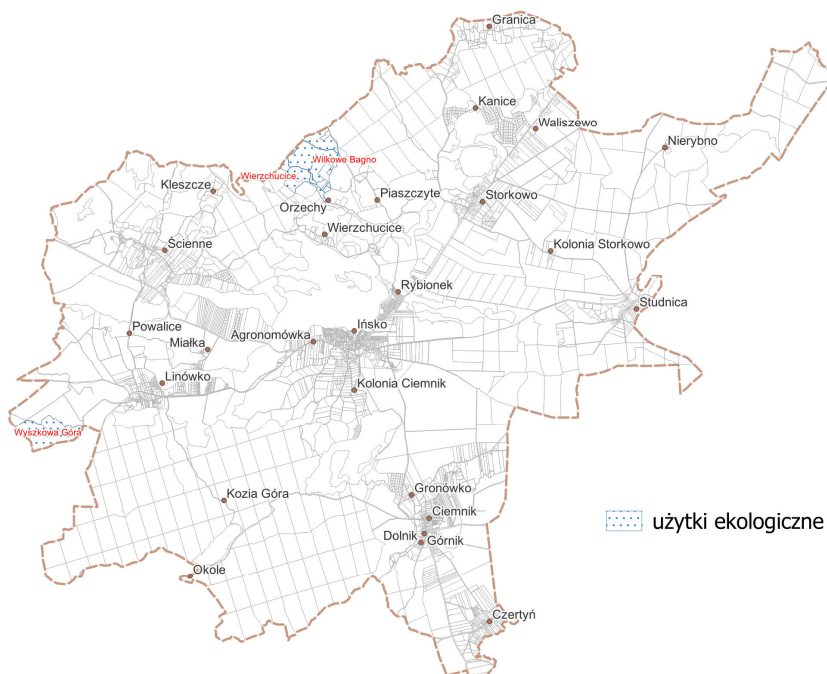 Granica
Kanice
Waliszewo
Nierybno
Wilkowe Bagno
Wierzchucice
Kleszcze
Orzechy
Piaszczyte
Storkowo
Wierzchucice
Ścienne
Kolonia Storkowo
Rybionek
Studnica
Powalice
Ińsko
Agronomówka
Miałka
Linówko
Kolonia Ciemnik
Wyszkowa Góra
Kozia Góra
Gronówko
Ciemnik
użytki ekologiczne
Dolnik
Górnik
Okole
Czertyń